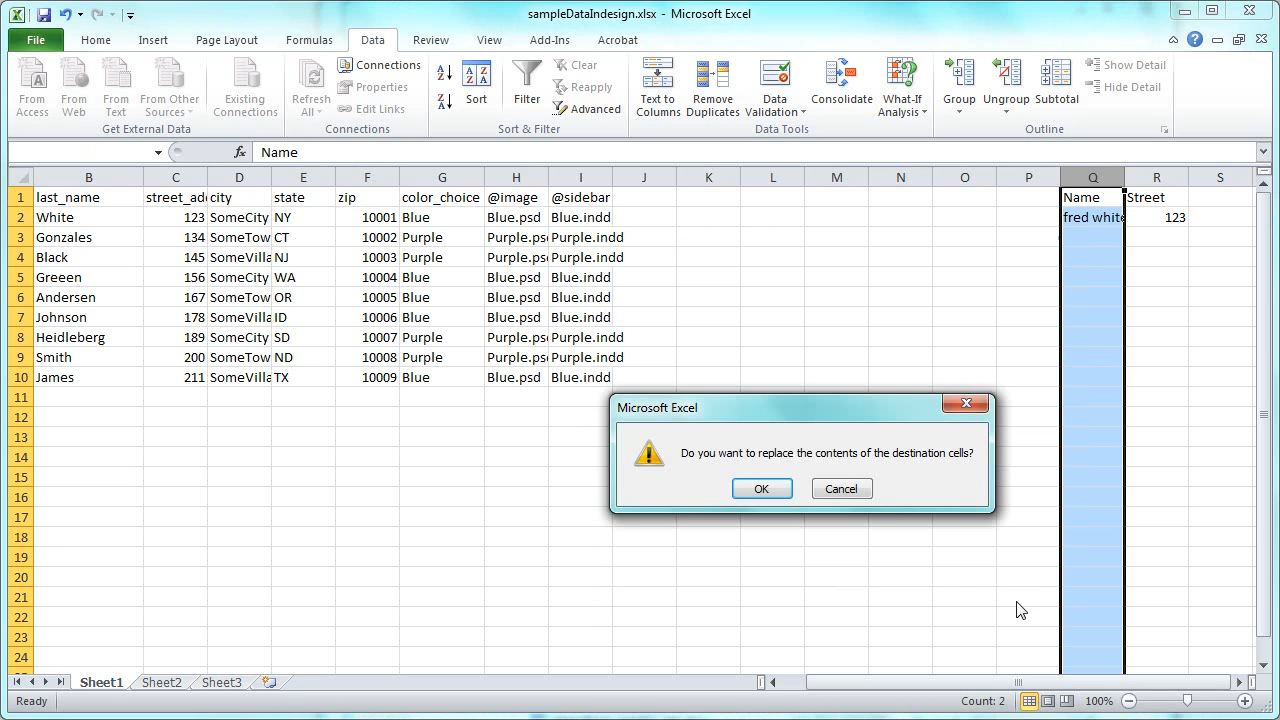 sampleDataIndesign.xlsx - Microsoft Excel
File Home Insert Page Layout Formulas Data Review View Add-Ins Acrobat
From Access From Web From Text From Other Sources Existing Connections
Get External Data
Refresh All Connections Properties Edit Links
Connections
Sort Filter Clear Reapply Advanced
Sort & Filter
Text to Columns Remove Duplicates Data Validation Consolidate What-If Analysis
Data Tools
Group Ungroup Subtotal Show Detail Hide Detail
Outline
fx Name
B C D E F G H I J K L M N O P Q R S
1 last_name street_add city state zip color_choice @image @sidebar Name Street
2 White 123 SomeCity NY 10001 Blue Blue.psd Blue.indd fred white 123
3 Gonzales 134 SomeTow CT 10002 Purple Purple.psd Purple.indd
4 Black 145 SomeVilla NJ 10003 Purple Purple.psd Purple.indd
5 Greeen 156 SomeCity WA 10004 Blue Blue.psd Blue.indd
6 Andersen 167 SomeTow OR 10005 Blue Blue.psd Blue.indd
7 Johnson 178 SomeVilla ID 10006 Blue Blue.psd Blue.indd
8 Heidleberg 189 SomeCity SD 10007 Purple Purple.psd Purple.indd
9 Smith 200 SomeTow ND 10008 Purple Purple.psd Purple.indd
10 James 211 SomeVilla TX 10009 Blue Blue.psd Blue.indd
11
12
13
14
15
16
17
18
19
20
21
22
23
24
Microsoft Excel
Do you want to replace the contents of the destination cells?
OK Cancel
Sheet1 Sheet2 Sheet3
Ready Count: 2 100%